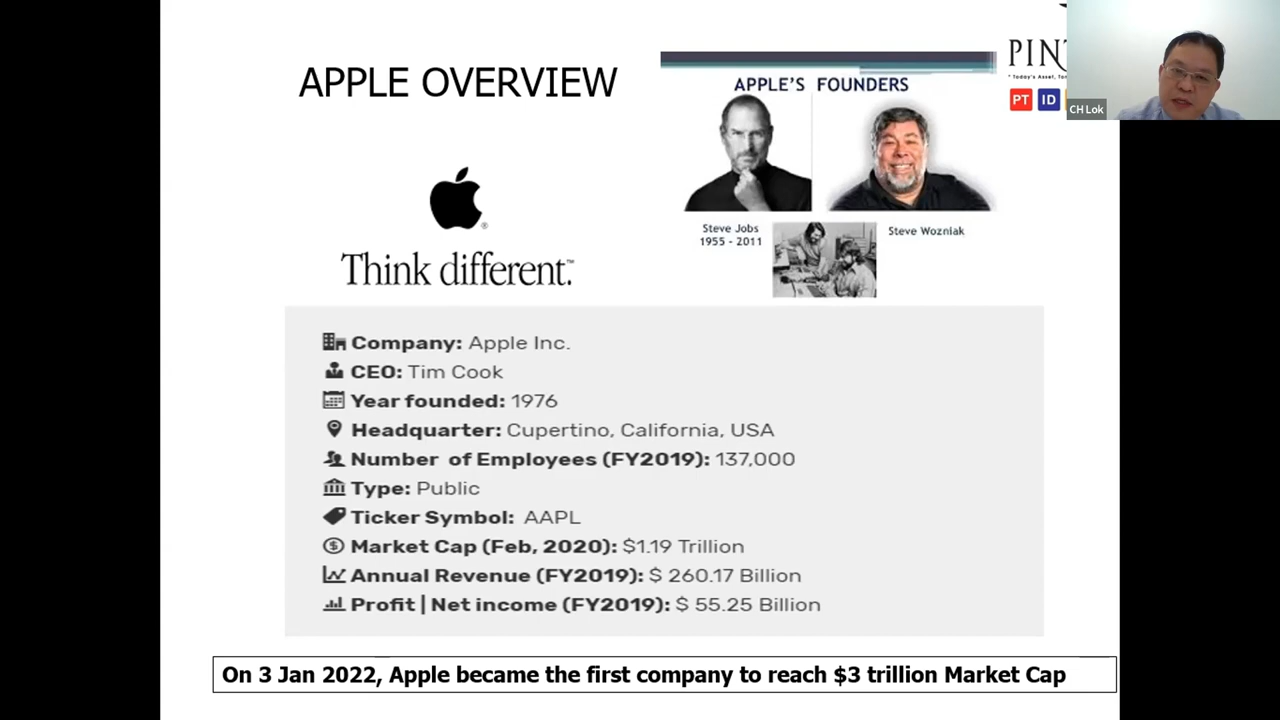 APPLE OVERVIEW
APPLE'S FOUNDERS
Steve Jobs
1955 - 2011
Steve Wozniak
CH Lok
PT ID
Think different.™
Company: Apple Inc.
CEO: Tim Cook
Year founded: 1976
Headquarter: Cupertino, California, USA
Number of Employees (FY2019): 137,000
Type: Public
Ticker Symbol: AAPL
Market Cap (Feb, 2020): $1.19 Trillion
Annual Revenue (FY2019): $ 260.17 Billion
Profit | Net income (FY2019): $ 55.25 Billion
On 3 Jan 2022, Apple became the first company to reach $3 trillion Market Cap